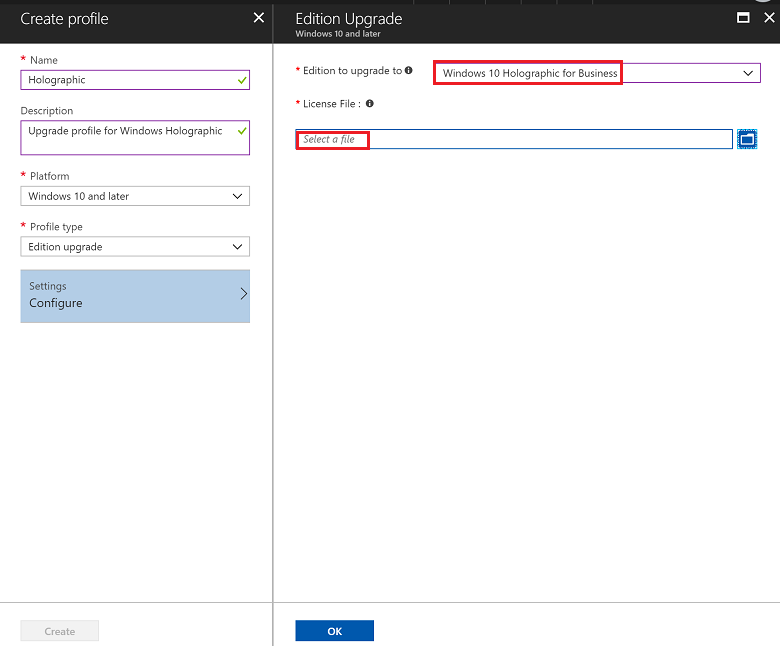 Create profile
* Name
Holographic
Description
Upgrade profile for Windows Holographic
* Platform
Windows 10 and later
* Profile type
Edition upgrade
Settings
Configure
Create
Edition Upgrade
Windows 10 and later
* Edition to upgrade to
Windows 10 Holographic for Business
* License File :
Select a file
OK